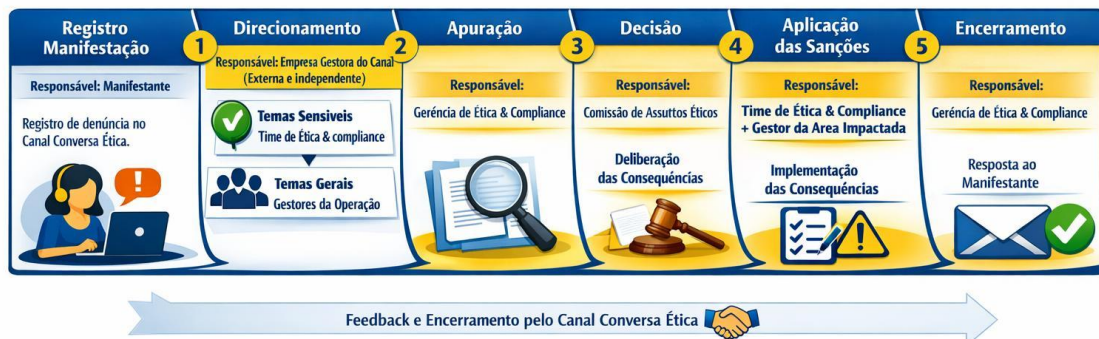 Registro
Manifestação
1
Direcionamento
2
Apuração
3
Decisão
4
Aplicação
das Sanções
5
Encerramento
Responsável: Manifestante
Registro de denúncia no
Canal Conversa Ética.
Responsável: Empresa Gestora do Canal
(Externa e independente)
Temas Sensiveis
Time de Ética & compliance
Temas Gerais
Gestores da Operação
Responsável:
Gerência de Ética & Compliance
Responsável:
Comissão de Assuttos Éticos
Deliberação
das Consequências
Responsável:
Time de Ética & Compliance
+ Gestor da Area Impactada
Implementação
das Consequéncias
Responsável:
Geréncia de Ética & Compliance
Resposta ao
Manifestante
Feedback e Encerramento pelo Canal Conversa Ética